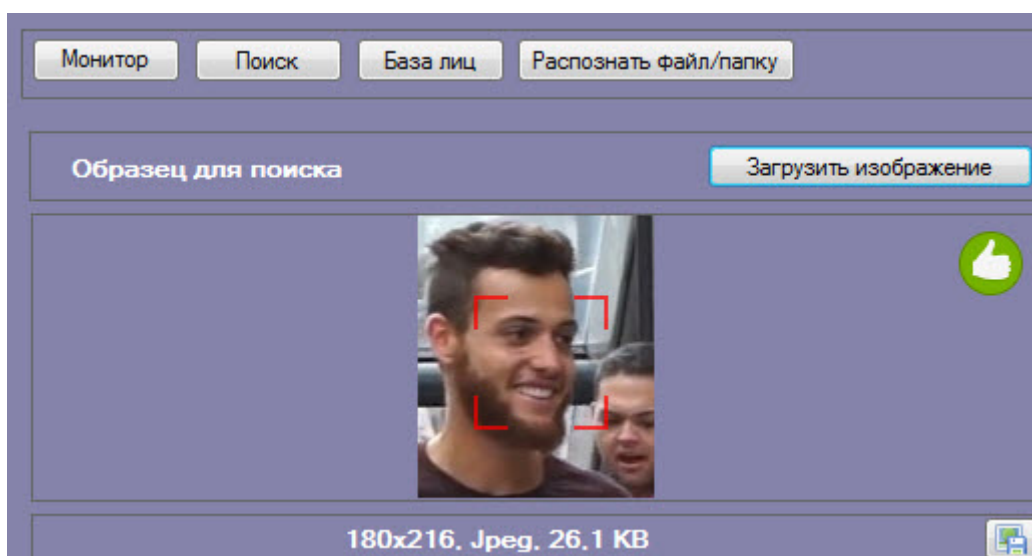 Монитор Поиск База лиц Распознать файл/папку
Образец для поиска Загрузить изображение
180x216, Jpeg, 26,1 KB